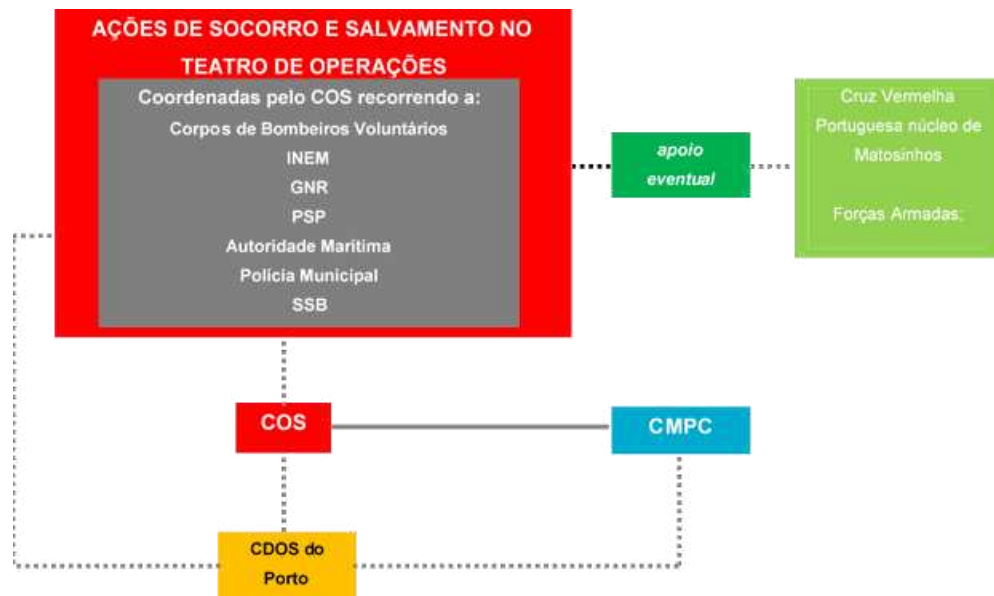 AÇÕES DE SOCORRO E SALVAMENTO NO
TEATRO DE OPERAÇÕES
Coordenadas pelo COS recorrendo a:
Corpos de Bombeiros Voluntários
INEM
GNR
PSP
Autoridade Marítima
Policia Municipal
SSB
apoio
eventual
Cruz Vermelha
Portuguesa núcleo de
Matosinhos
Forças Armadas;
COS
CMPC
CDOS do
Porto